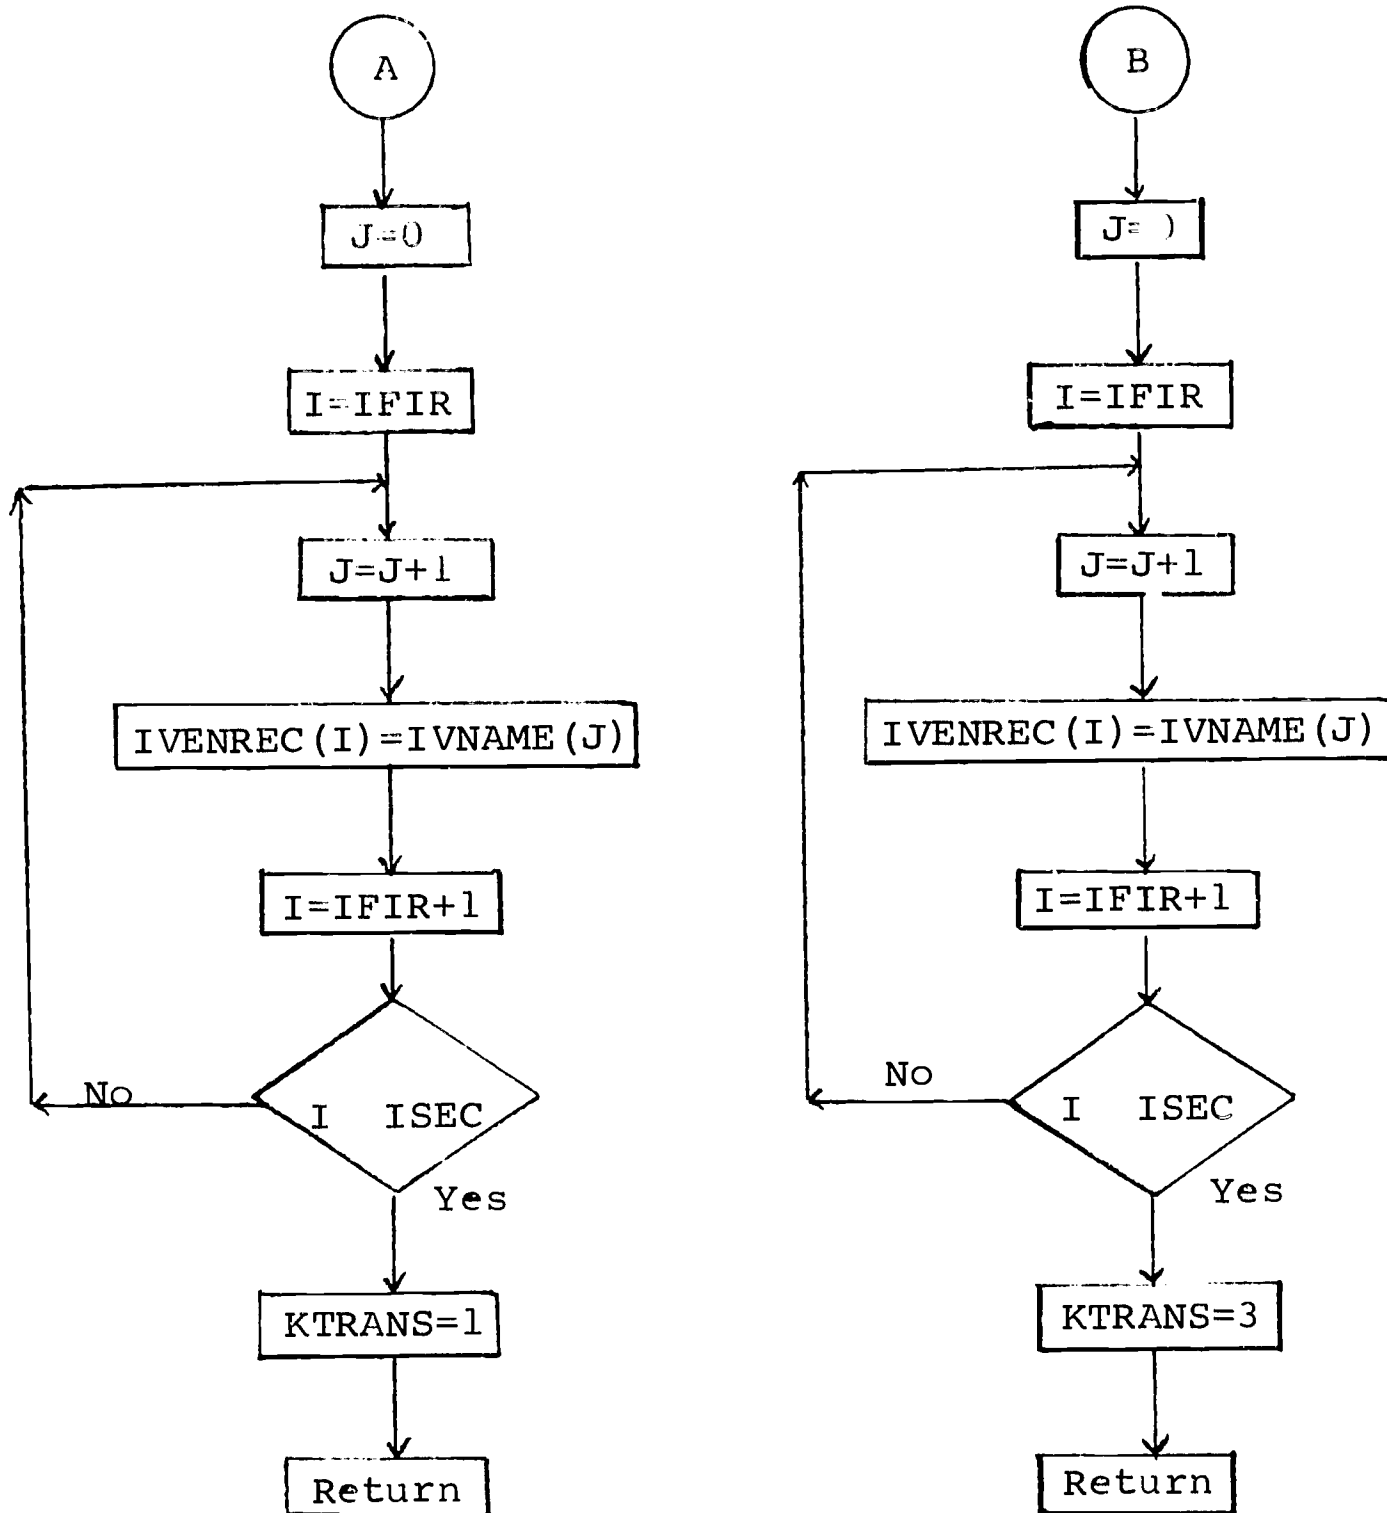 A
J=0
I=IFIR
J=J+1
IVENREC(I)=IVNAME(J)
I=IFIR+1
No
I ISEC
Yes
KTRANS=1
Return
B
J= )
I=IFIR
J=J+1
IVENREC(I)=IVNAME(J)
I=IFIR+1
No
I ISEC
Yes
KTRANS=3
Return